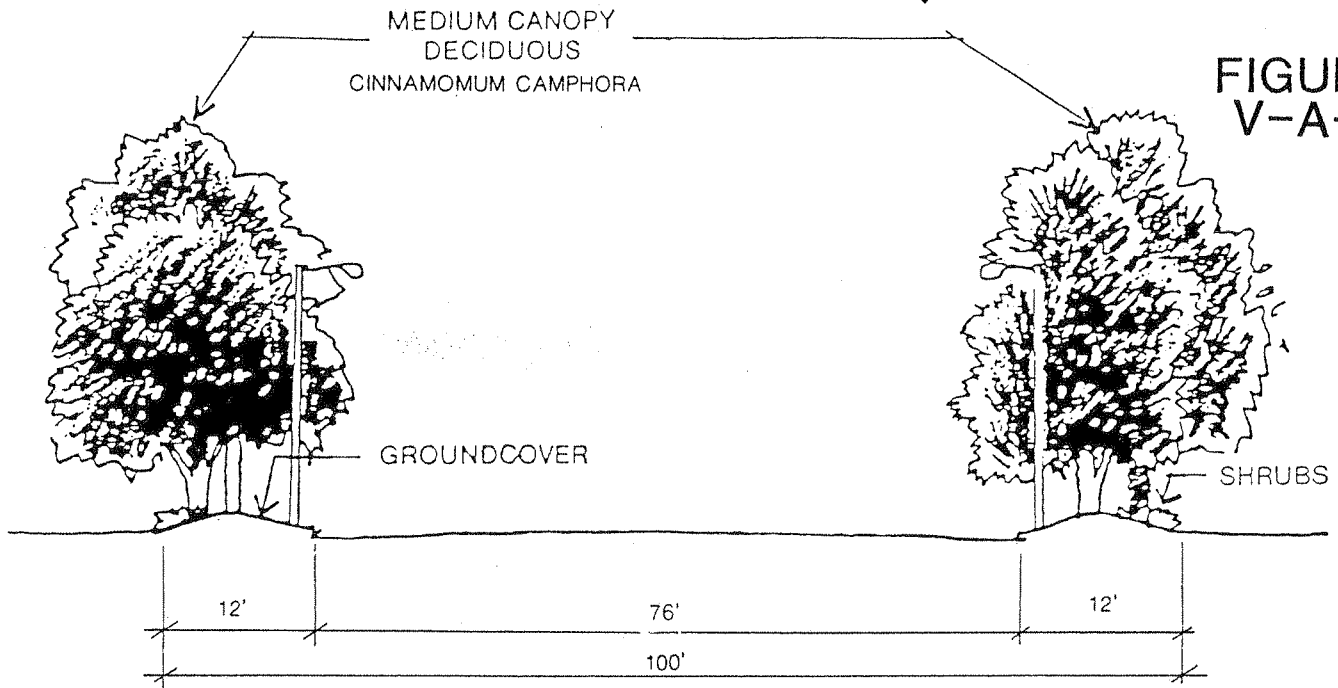 MEDIUM CANOPY
DECIDUOUS
CINNAMOMUM CAMPHORA
V-A-
GROUNDCOVER
SHRUBS
12'
76'
12'
100'